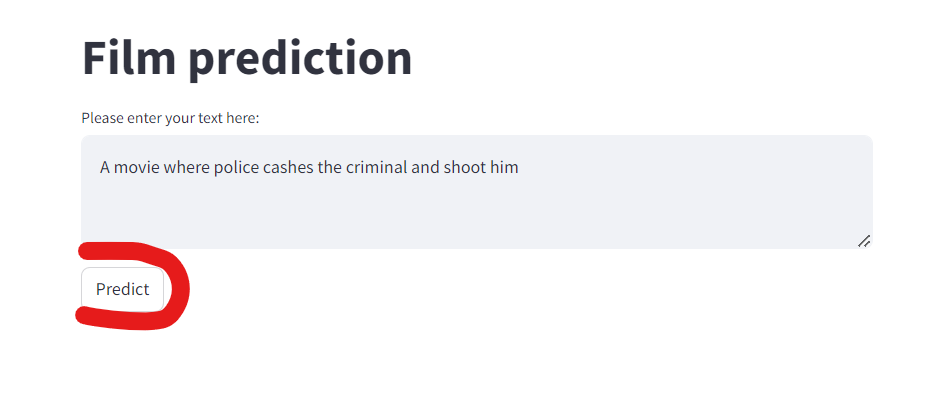 Film prediction
Please enter your text here:
A movie where police cashes the criminal and shoot him
Predict